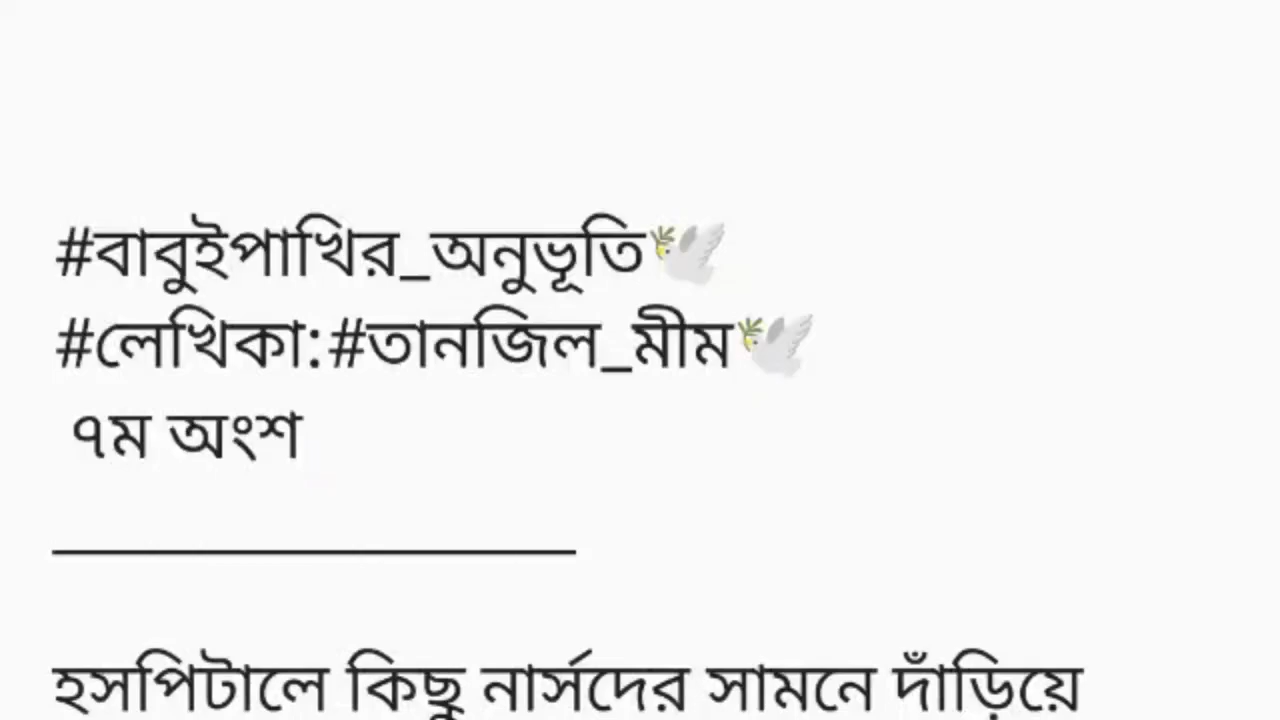 #বাবুইপাখির_অনুভূতি🕊️
#লেখিকা:#তানজিল_মীম🕊️
৭ম অংশ
হসপিটালে কিছু নার্সদের সামনে দাঁড়িয়ে